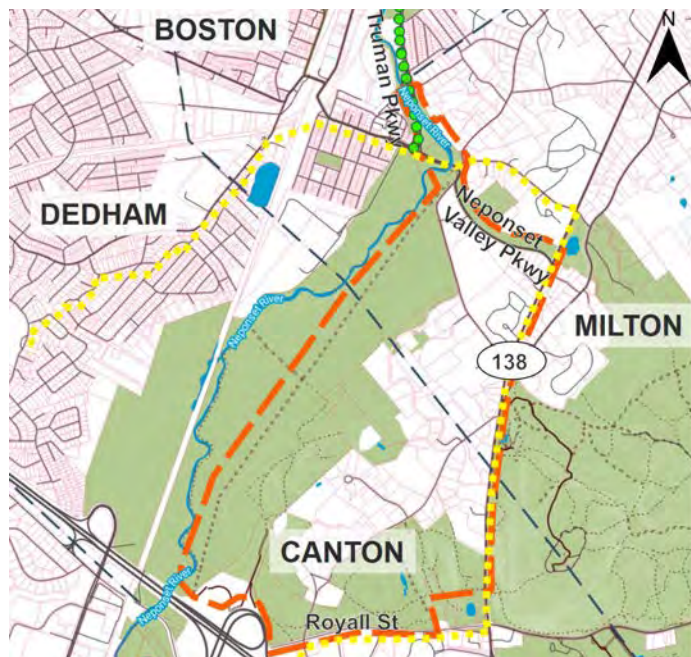 BOSTON
N
Truman Pkwy
Neponset River
DEDHAM
Neponset
Valley Pkwy
MILTON
Neponset River
138
CANTON
Neponset River
Royall St